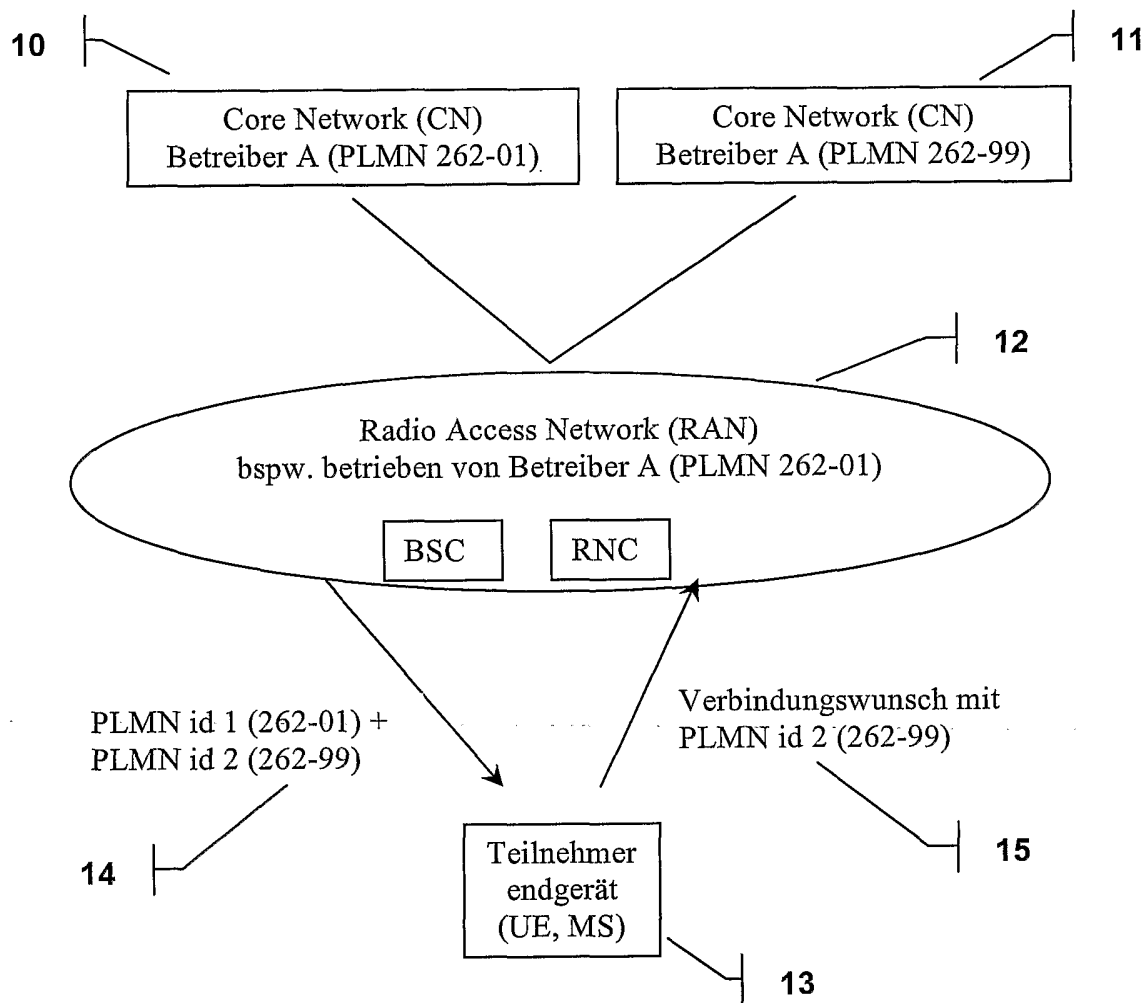 10
11
Core Network (CN)
Betreiber A (PLMN 262-01)
Core Network (CN)
Betreiber A (PLMN 262-99)
12
Radio Access Network (RAN)
bspw. betrieben von Betreiber A (PLMN 262-01)
BSC
RNC
PLMN id 1 (262-01) +
PLMN id 2 (262-99)
Verbindungswunsch mit
PLMN id 2 (262-99)
14
Teilnehmer
endgerät
(UE, MS)
15
13